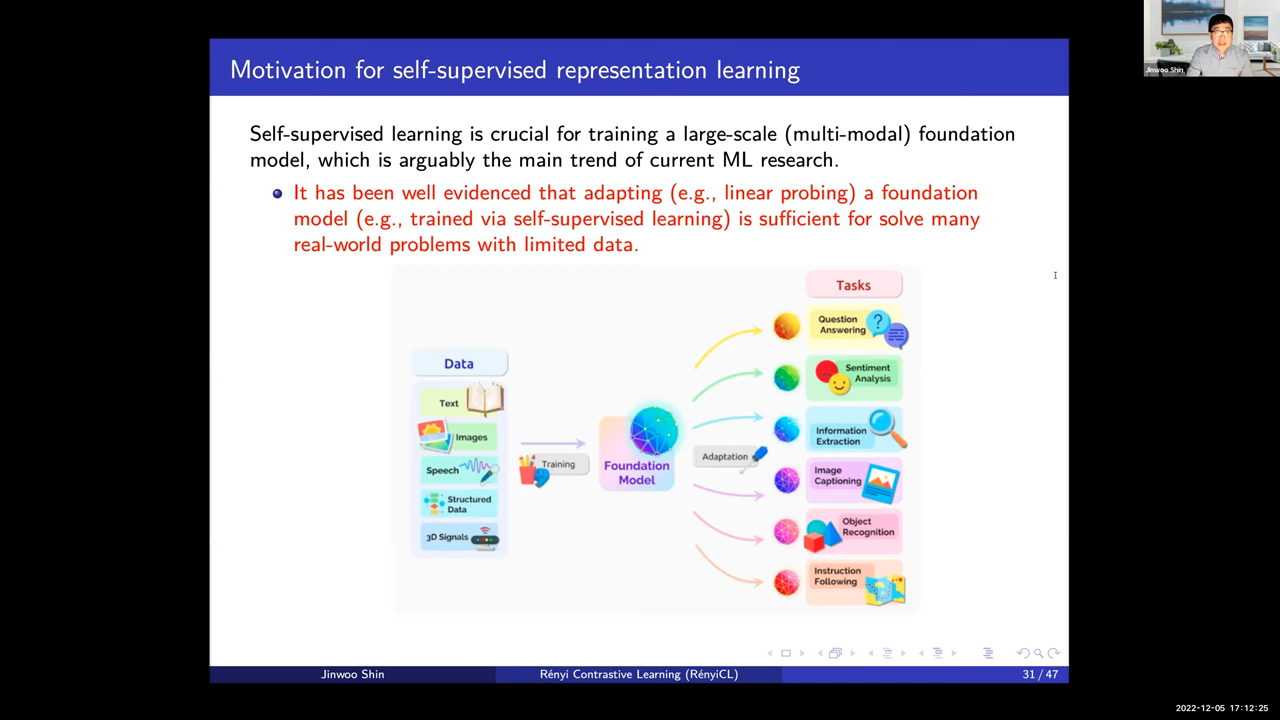 Motivation for self-supervised representation learning
Jinwoo Shin
Self-supervised learning is crucial for training a large-scale (multi-modal) foundation
model, which is arguably the main trend of current ML research.
It has been well evidenced that adapting (e.g., linear probing) a foundation
model (e.g., trained via self-supervised learning) is sufficient for solve many
real-world problems with limited data.
Data
Text
Images
Speech
Structured
Data
3D Signals
Training
Foundation
Model
Adaptation
Tasks
Question
Answering
Sentiment
Analysis
Information
Extraction
Image
Captioning
Object
Recognition
Instruction
Following
Jinwoo Shin
Rényi Contrastive Learning (RényiCL)
31 / 47
2022-12-05 17:12:25